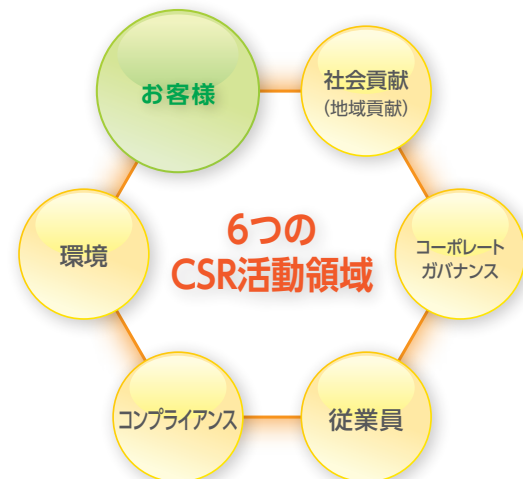 お客様
社会貢献
(地域貢献)
環境
6つの
CSR活動領域
コーポレート
ガバナンス
コンプライアンス
従業員